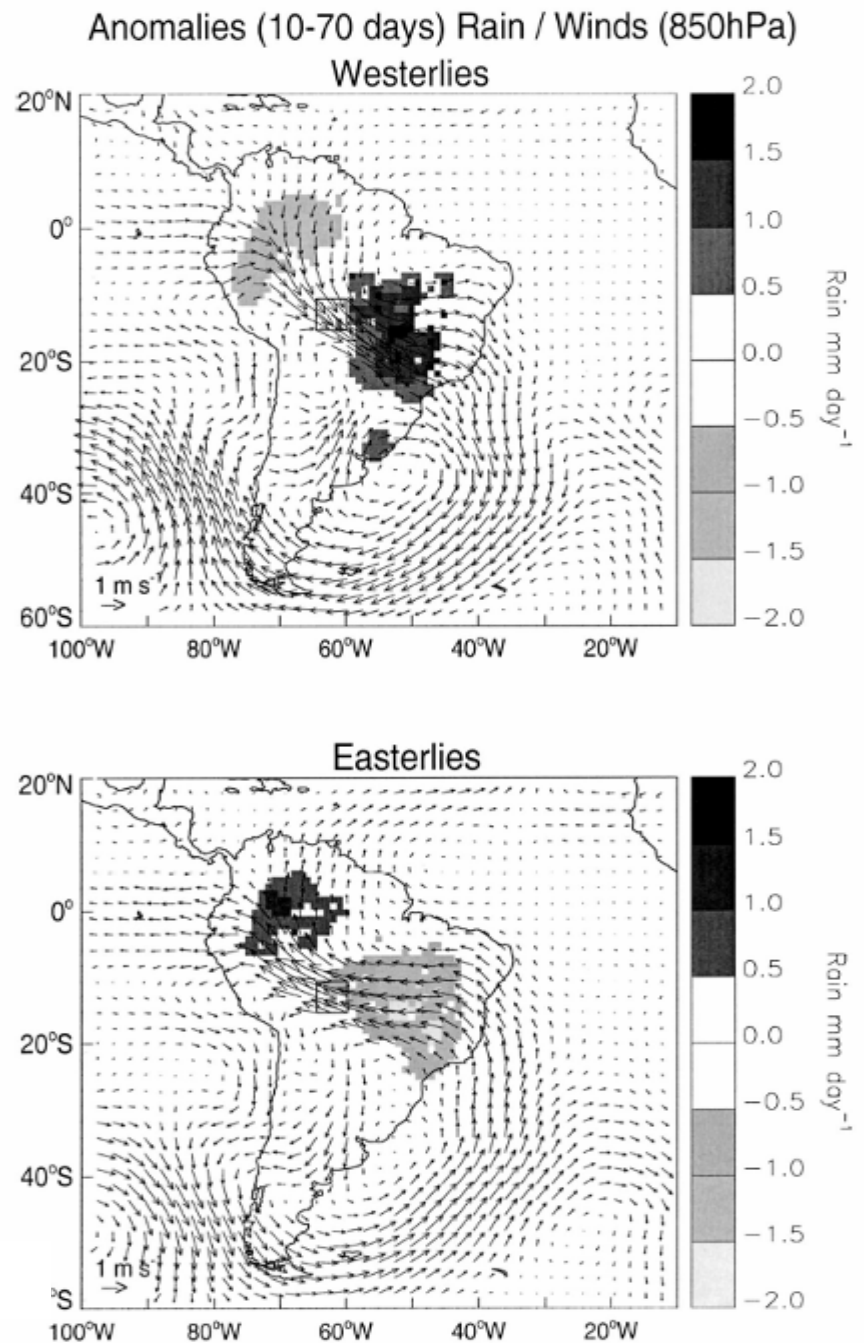 Anomalies (10-70 days) Rain / Winds (850hPa)
Westerlies
20°N
0°
20°S
40°S
60°S
100°W 80°W 60°W 40°W 20°W
1 m s⁻
2.0
1.5
1.0
0.5
0.0
−0.5
−1.0
−1.5
−2.0
Rain mm day⁻¹
Easterlies
20°N
0°
20°S
40°S
°S
100°W 80°W 60°W 40°W 20°W
1 m s⁻
2.0
1.5
1.0
0.5
0.0
−0.5
−1.0
−1.5
−2.0
Rain mm day⁻¹